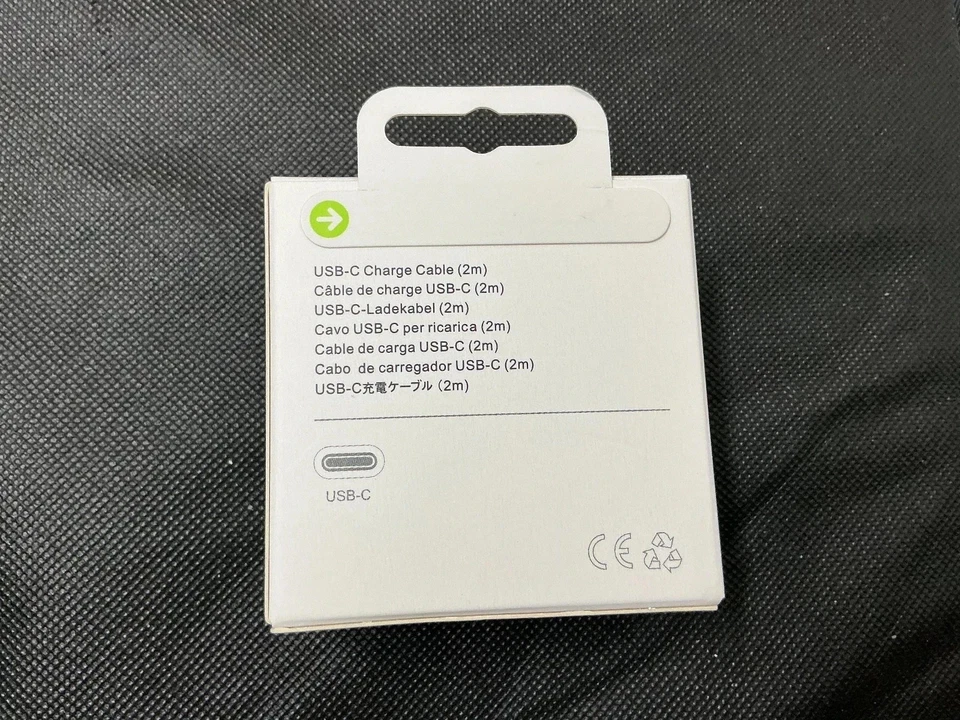 USB-C Charge Cable (2m)
Câble de charge USB-C (2m)
USB-C-Ladekabel (2m)
Cavo USB-C per ricarica (2m)
Cable de carga USB-C (2m)
Cabo de carregador USB-C (2m)
USB-C充電ケーブル (2m)
USB-C
CE